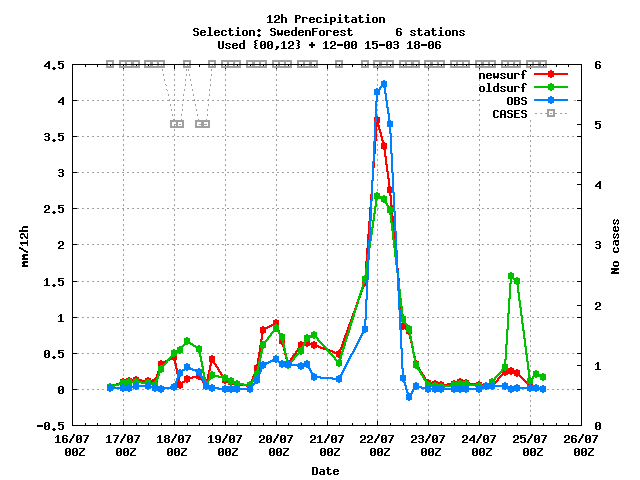 12h Precipitation
Selection: SwedenForest 6 stations
Used {00,12} + 12-00 15-03 18-06
4.5
4
3.5
3
2.5
2
1.5
1
0.5
0
-0.5
mm/12h
6
5
4
3
2
1
0
No cases
newsurf
oldsurf
OBS
CASES
16/07 17/07 18/07 19/07 20/07 21/07 22/07 23/07 24/07 25/07 26/07
00Z 00Z 00Z 00Z 00Z 00Z 00Z 00Z 00Z 00Z 00Z
Date